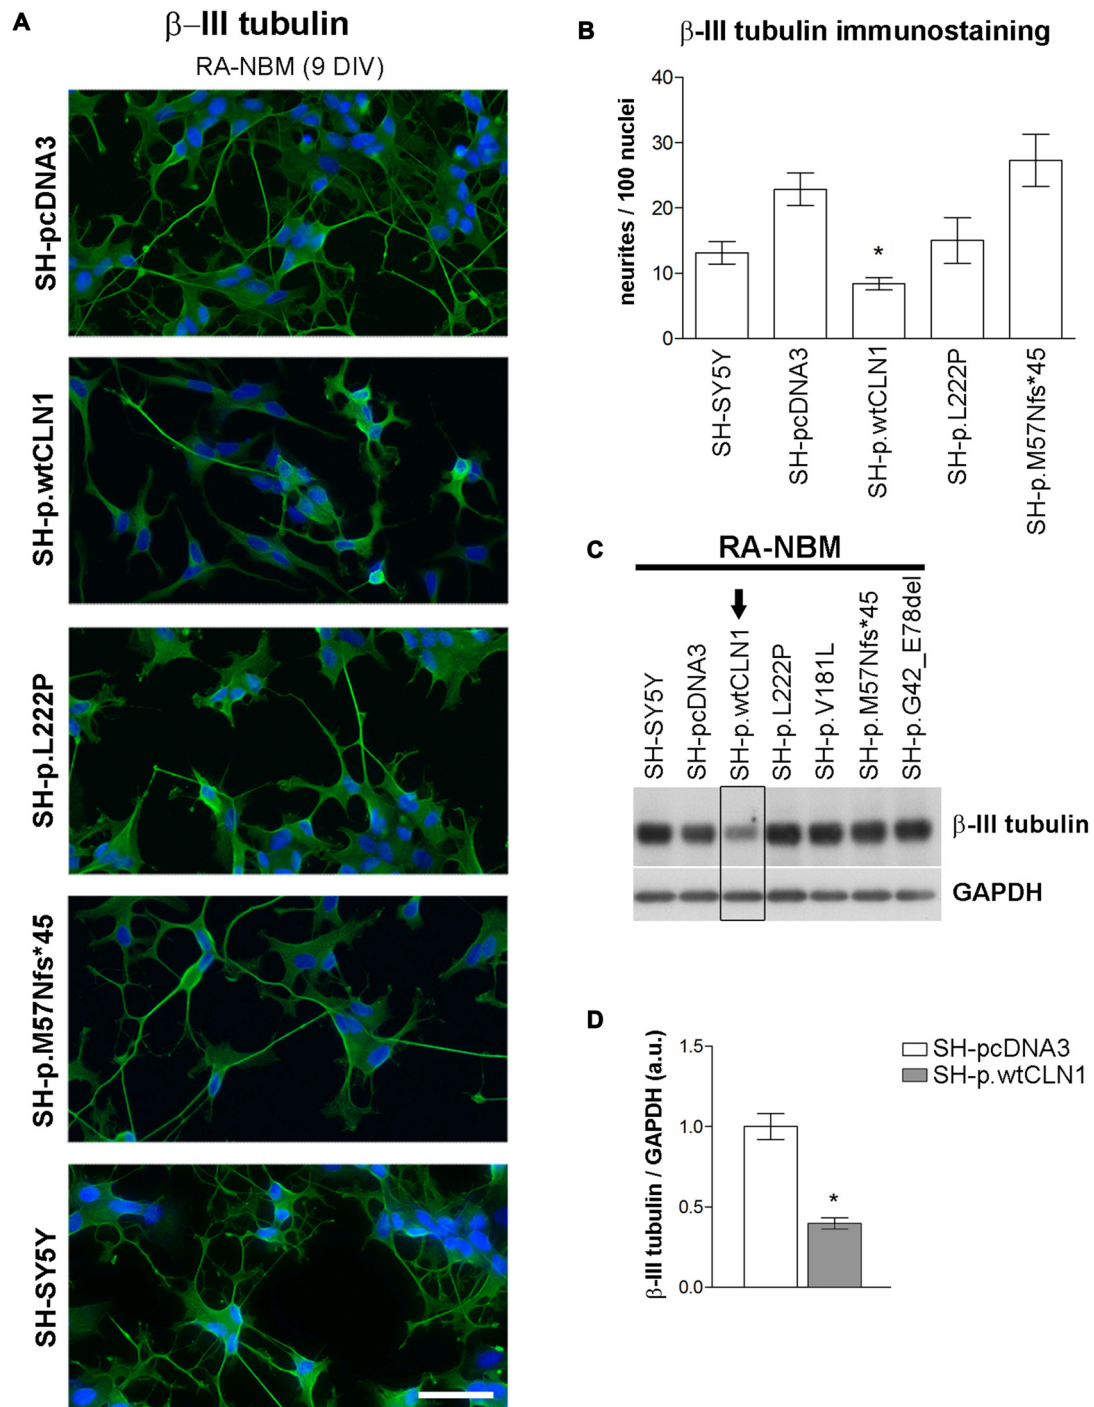 A
β–III tubulin
RA-NBM (9 DIV)
SH-pcDNA3
SH-p.wtCLN1
SH-p.L222P
SH-p.M57Nfs*45
SH-SY5Y
B
β-III tubulin immunostaining
neurites / 100 nuclei
40
30
20
10
0
*
SH-SY5Y
SH-pcDNA3
SH-p.wtCLN1
SH-p.L222P
SH-p.M57Nfs*45
C
RA-NBM
SH-SY5Y
SH-pcDNA3
SH-p.wtCLN1
SH-p.L222P
SH-p.V181L
SH-p.M57Nfs*45
SH-p.G42_E78del
β-III tubulin
GAPDH
D
β-III tubulin / GAPDH (a.u.)
1.5
1.0
0.5
0.0
*
SH-pcDNA3
SH-p.wtCLN1